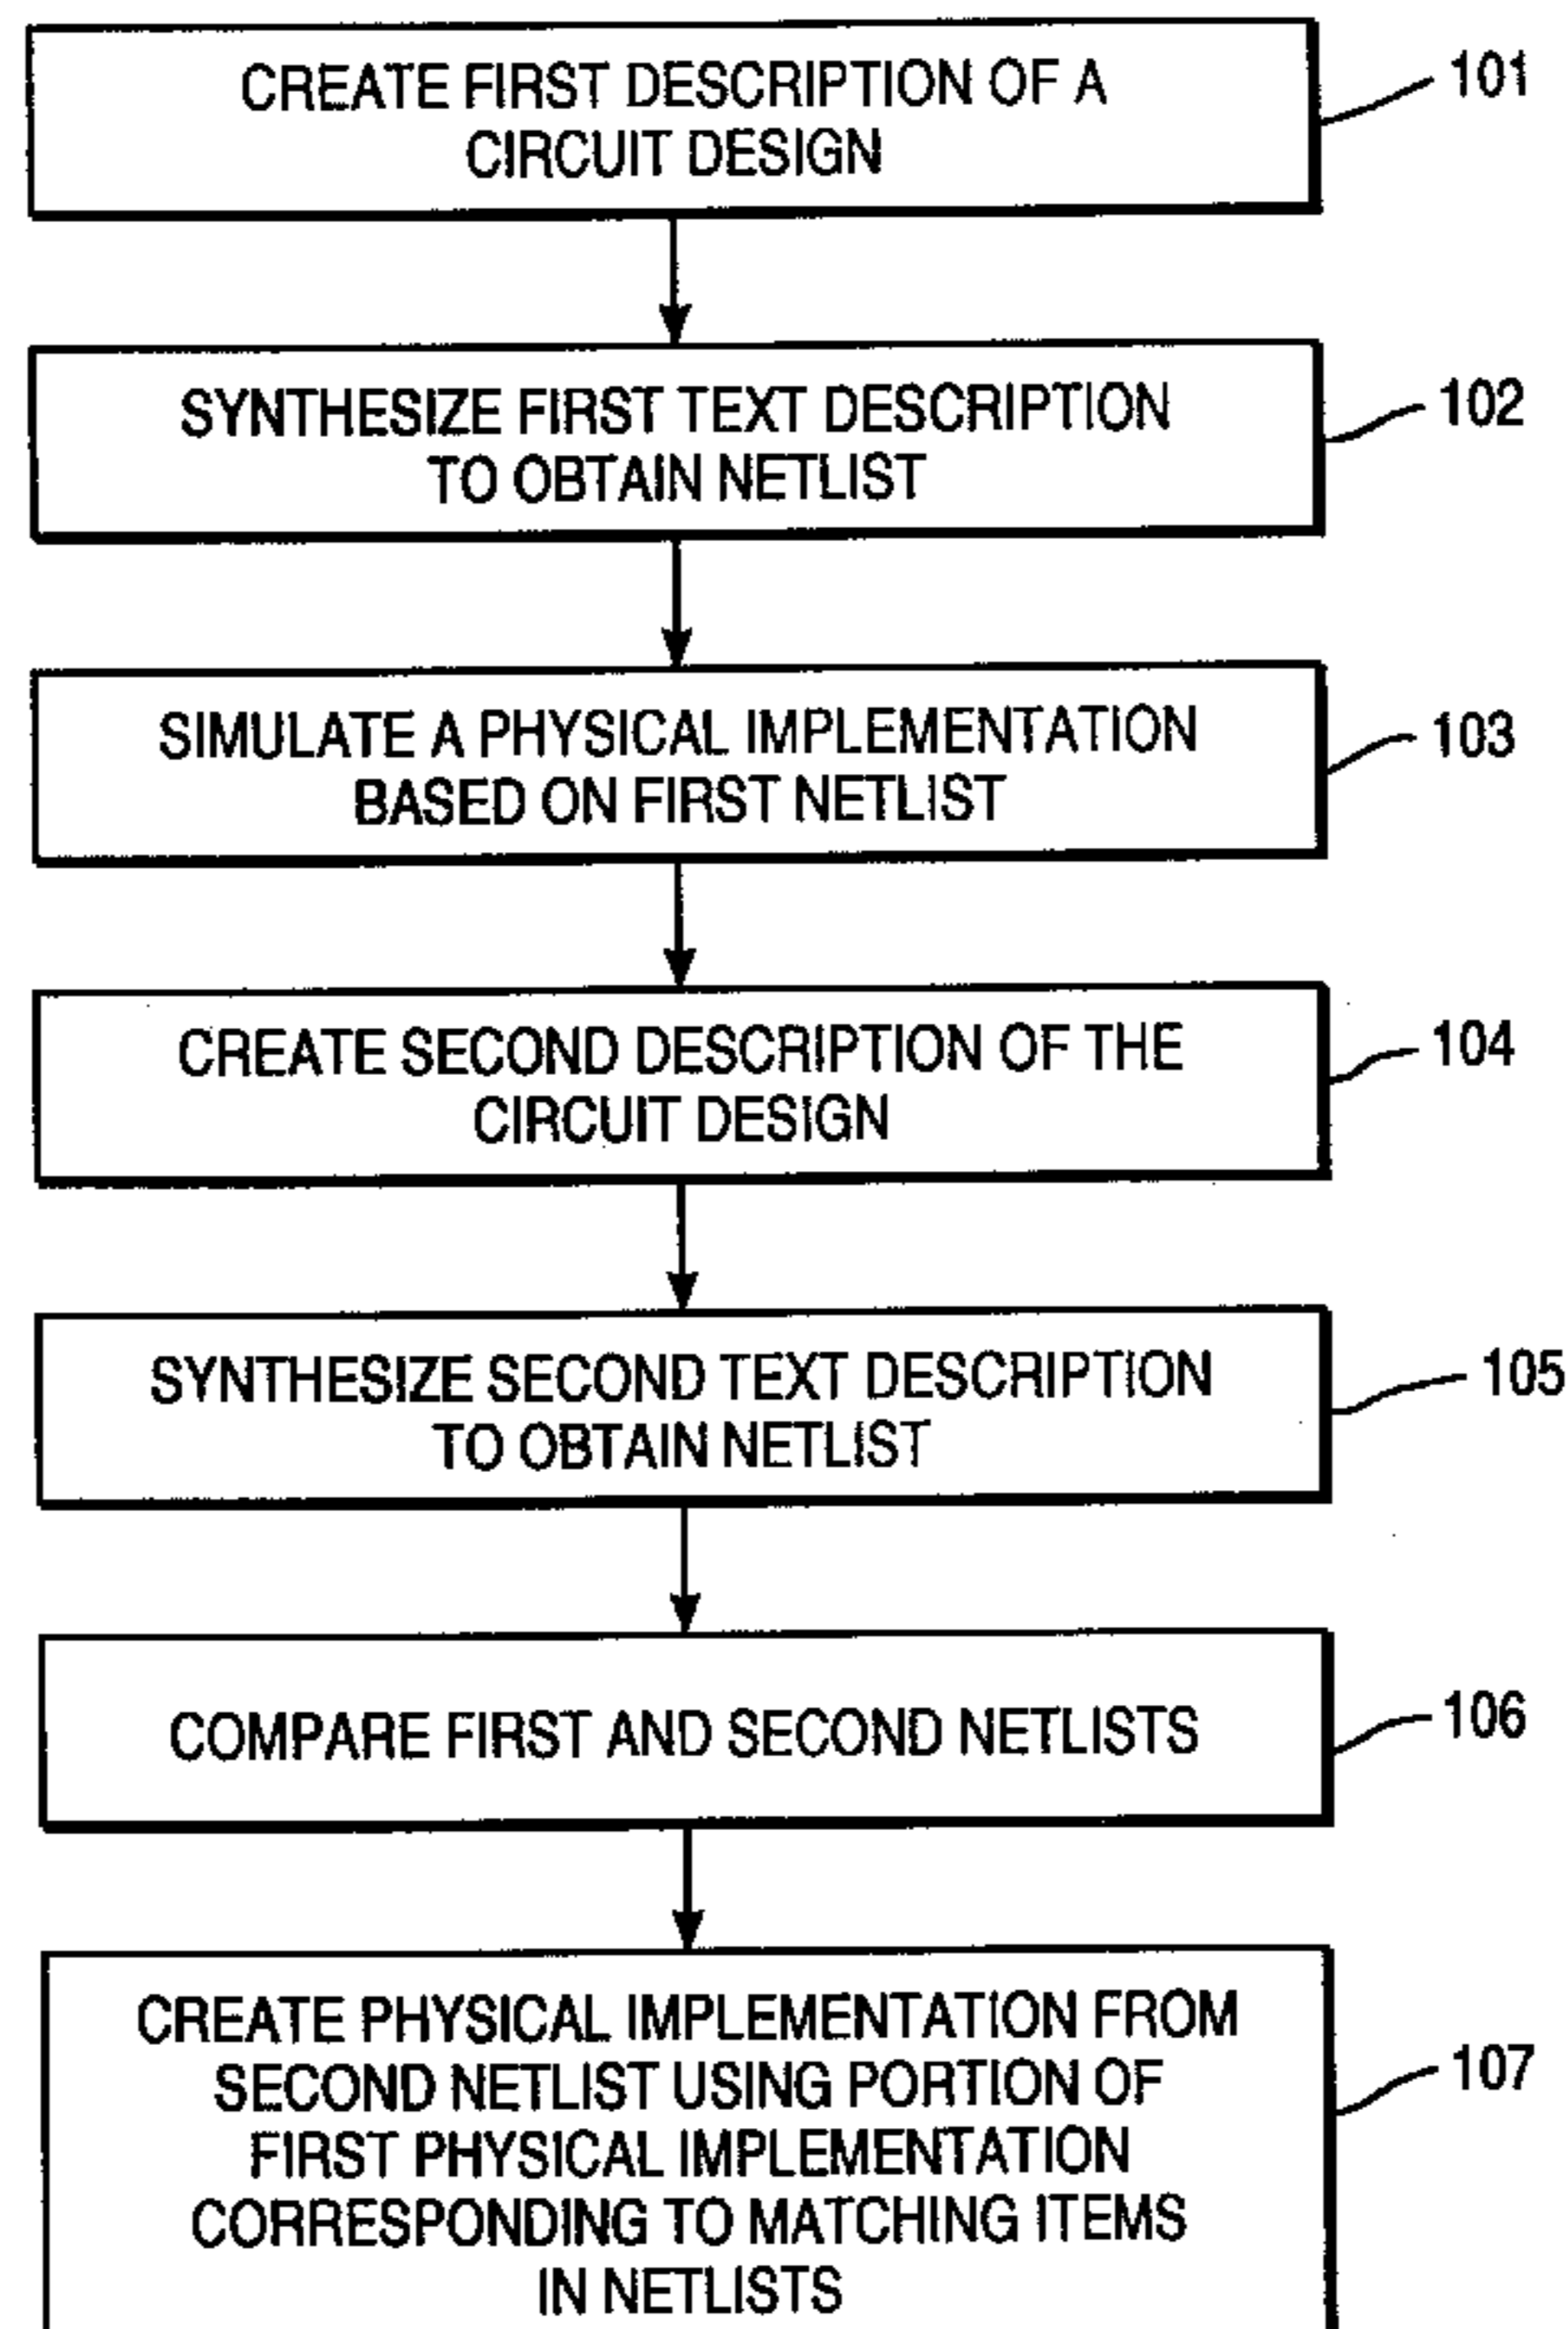 CREATE FIRST DESCRIPTION OF A
CIRCUIT DESIGN
101
SYNTHESIZE FIRST TEXT DESCRIPTION
TO OBTAIN NETLIST
102
SIMULATE A PHYSICAL IMPLEMENTATION
BASED ON FIRST NETLIST
103
CREATE SECOND DESCRIPTION OF THE
CIRCUIT DESIGN
104
SYNTHESIZE SECOND TEXT DESCRIPTION
TO OBTAIN NETLIST
105
COMPARE FIRST AND SECOND NETLISTS
106
CREATE PHYSICAL IMPLEMENTATION FROM
SECOND NETLIST USING PORTION OF
FIRST PHYSICAL IMPLEMENTATION
CORRESPONDING TO MATCHING ITEMS
IN NETLISTS
107